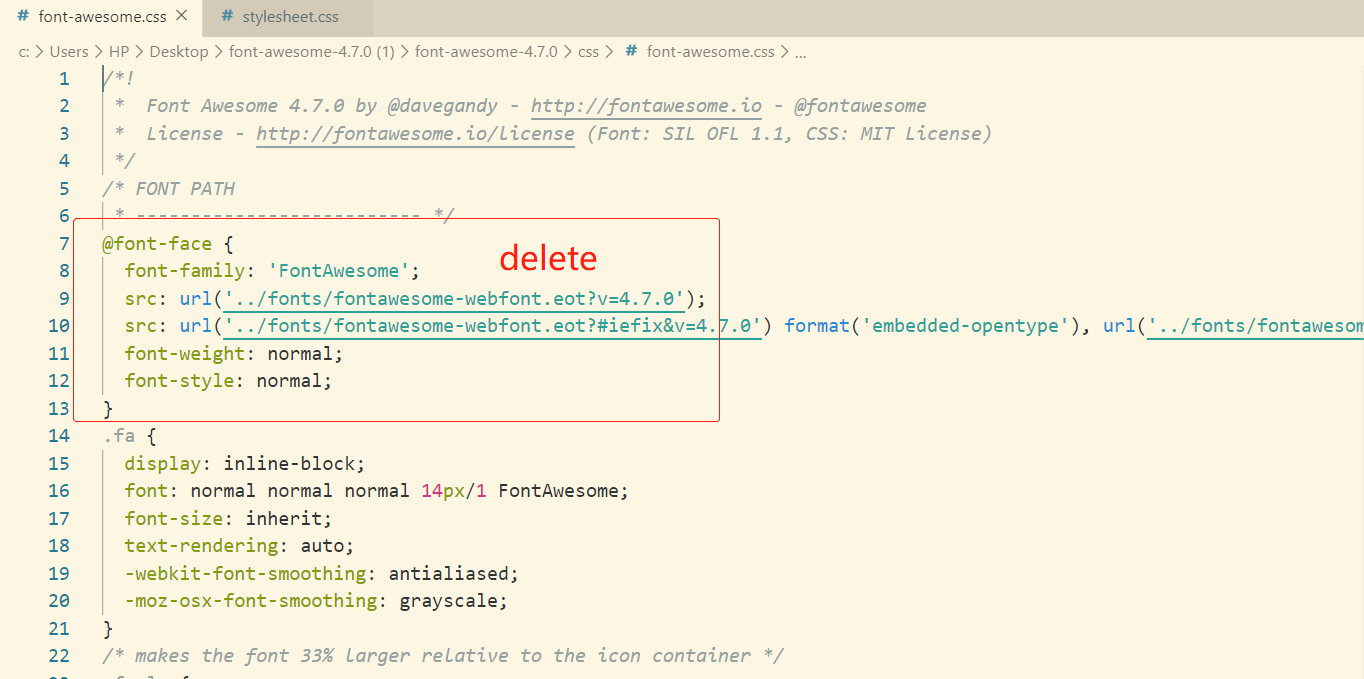 # font-awesome.css × # stylesheet.css
c: > Users > HP > Desktop > font-awesome-4.7.0 (1) > font-awesome-4.7.0 > css > # font-awesome.css > ...
1 /*!
2 * Font Awesome 4.7.0 by @davegandy - http://fontawesome.io - @fontawesome
3 * License - http://fontawesome.io/license (Font: SIL OFL 1.1, CSS: MIT License)
4 */
5 /* FONT PATH
6 * -------------------------- */
7 @font-face {
delete
8 font-family: 'FontAwesome';
9 src: url('../fonts/fontawesome-webfont.eot?v=4.7.0');
10 src: url('../fonts/fontawesome-webfont.eot?#iefix&v=4.7.0') format('embedded-opentype'), url('../fonts/fontawesom
11 font-weight: normal;
12 font-style: normal;
13 }
14 .fa {
15 display: inline-block;
16 font: normal normal normal 14px/1 FontAwesome;
17 font-size: inherit;
18 text-rendering: auto;
19 -webkit-font-smoothing: antialiased;
20 -moz-osx-font-smoothing: grayscale;
21 }
22 /* makes the font 33% larger relative to the icon container */